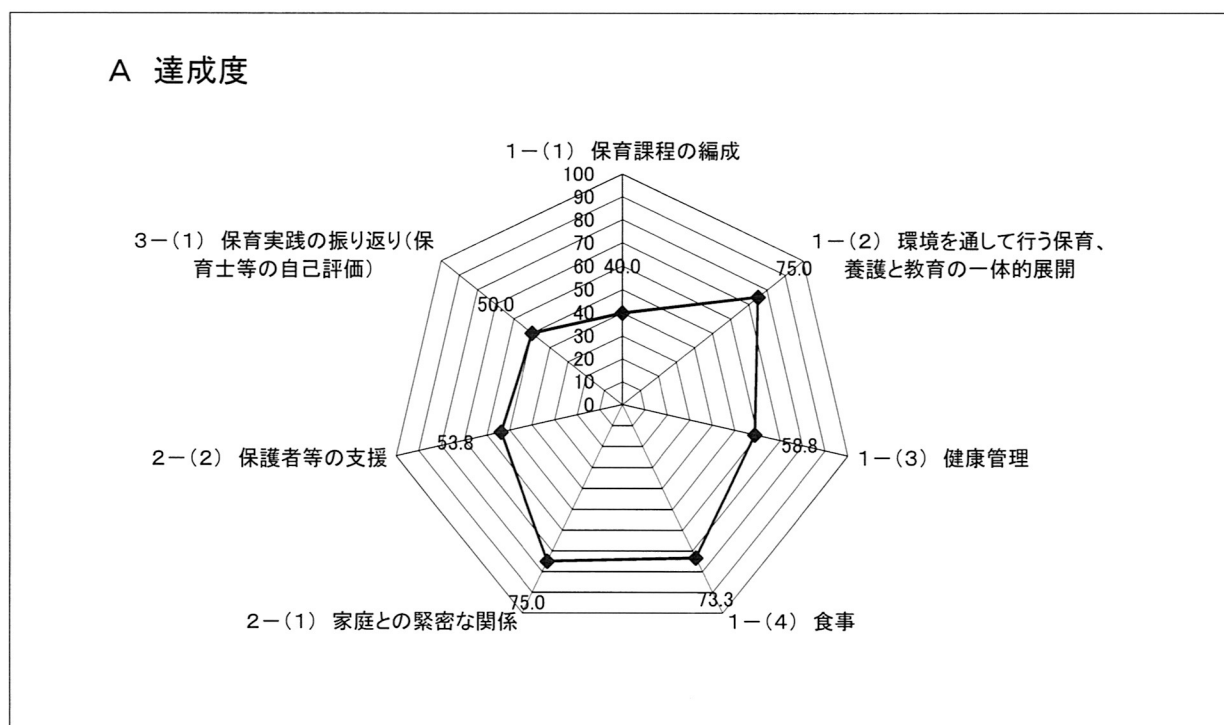 A 達成度
1－(1) 保育課程の編成
100
90
80
70
60
50
40
30
20
10
0
40.0
1－(2) 環境を通して行う保育、
養護と教育の一体的展開
75.0
1－(3) 健康管理
58.8
1－(4) 食事
73.3
2－(1) 家庭との緊密な関係
75.0
2－(2) 保護者等の支援
53.8
3－(1) 保育実践の振り返り(保
育士等の自己評価)
50.0